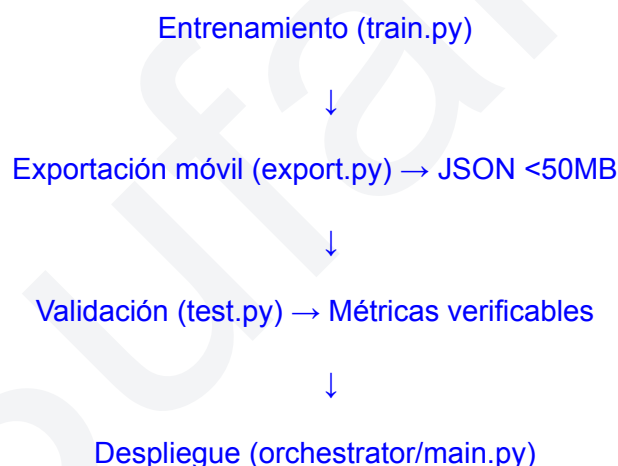 Entrenamiento (train.py)
↓
Exportación móvil (export.py) → JSON <50MB
↓
Validación (test.py) → Métricas verificables
↓
Despliegue (orchestrator/main.py)